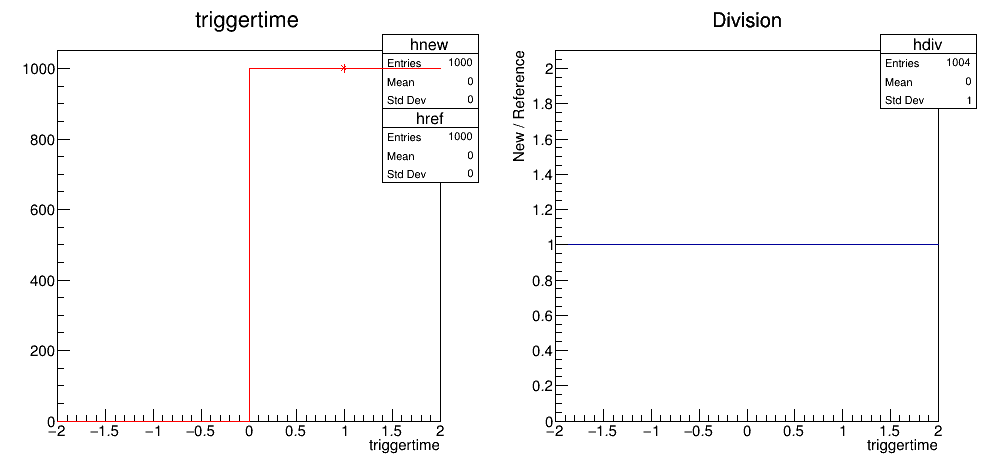 triggertime
hnew
Entries 1000
Mean 0
Std Dev 0
href
Entries 1000
Mean 0
Std Dev 0
1000
800
600
400
200
0
−2 −1.5 −1 −0.5 0 0.5 1 1.5 2
triggertime
Division
hdiv
Entries 1004
Mean 0
Std Dev 1
New / Reference
2
1.8
1.6
1.4
1.2
1
0.8
0.6
0.4
0.2
0
−2 −1.5 −1 −0.5 0 0.5 1 1.5 2
triggertime